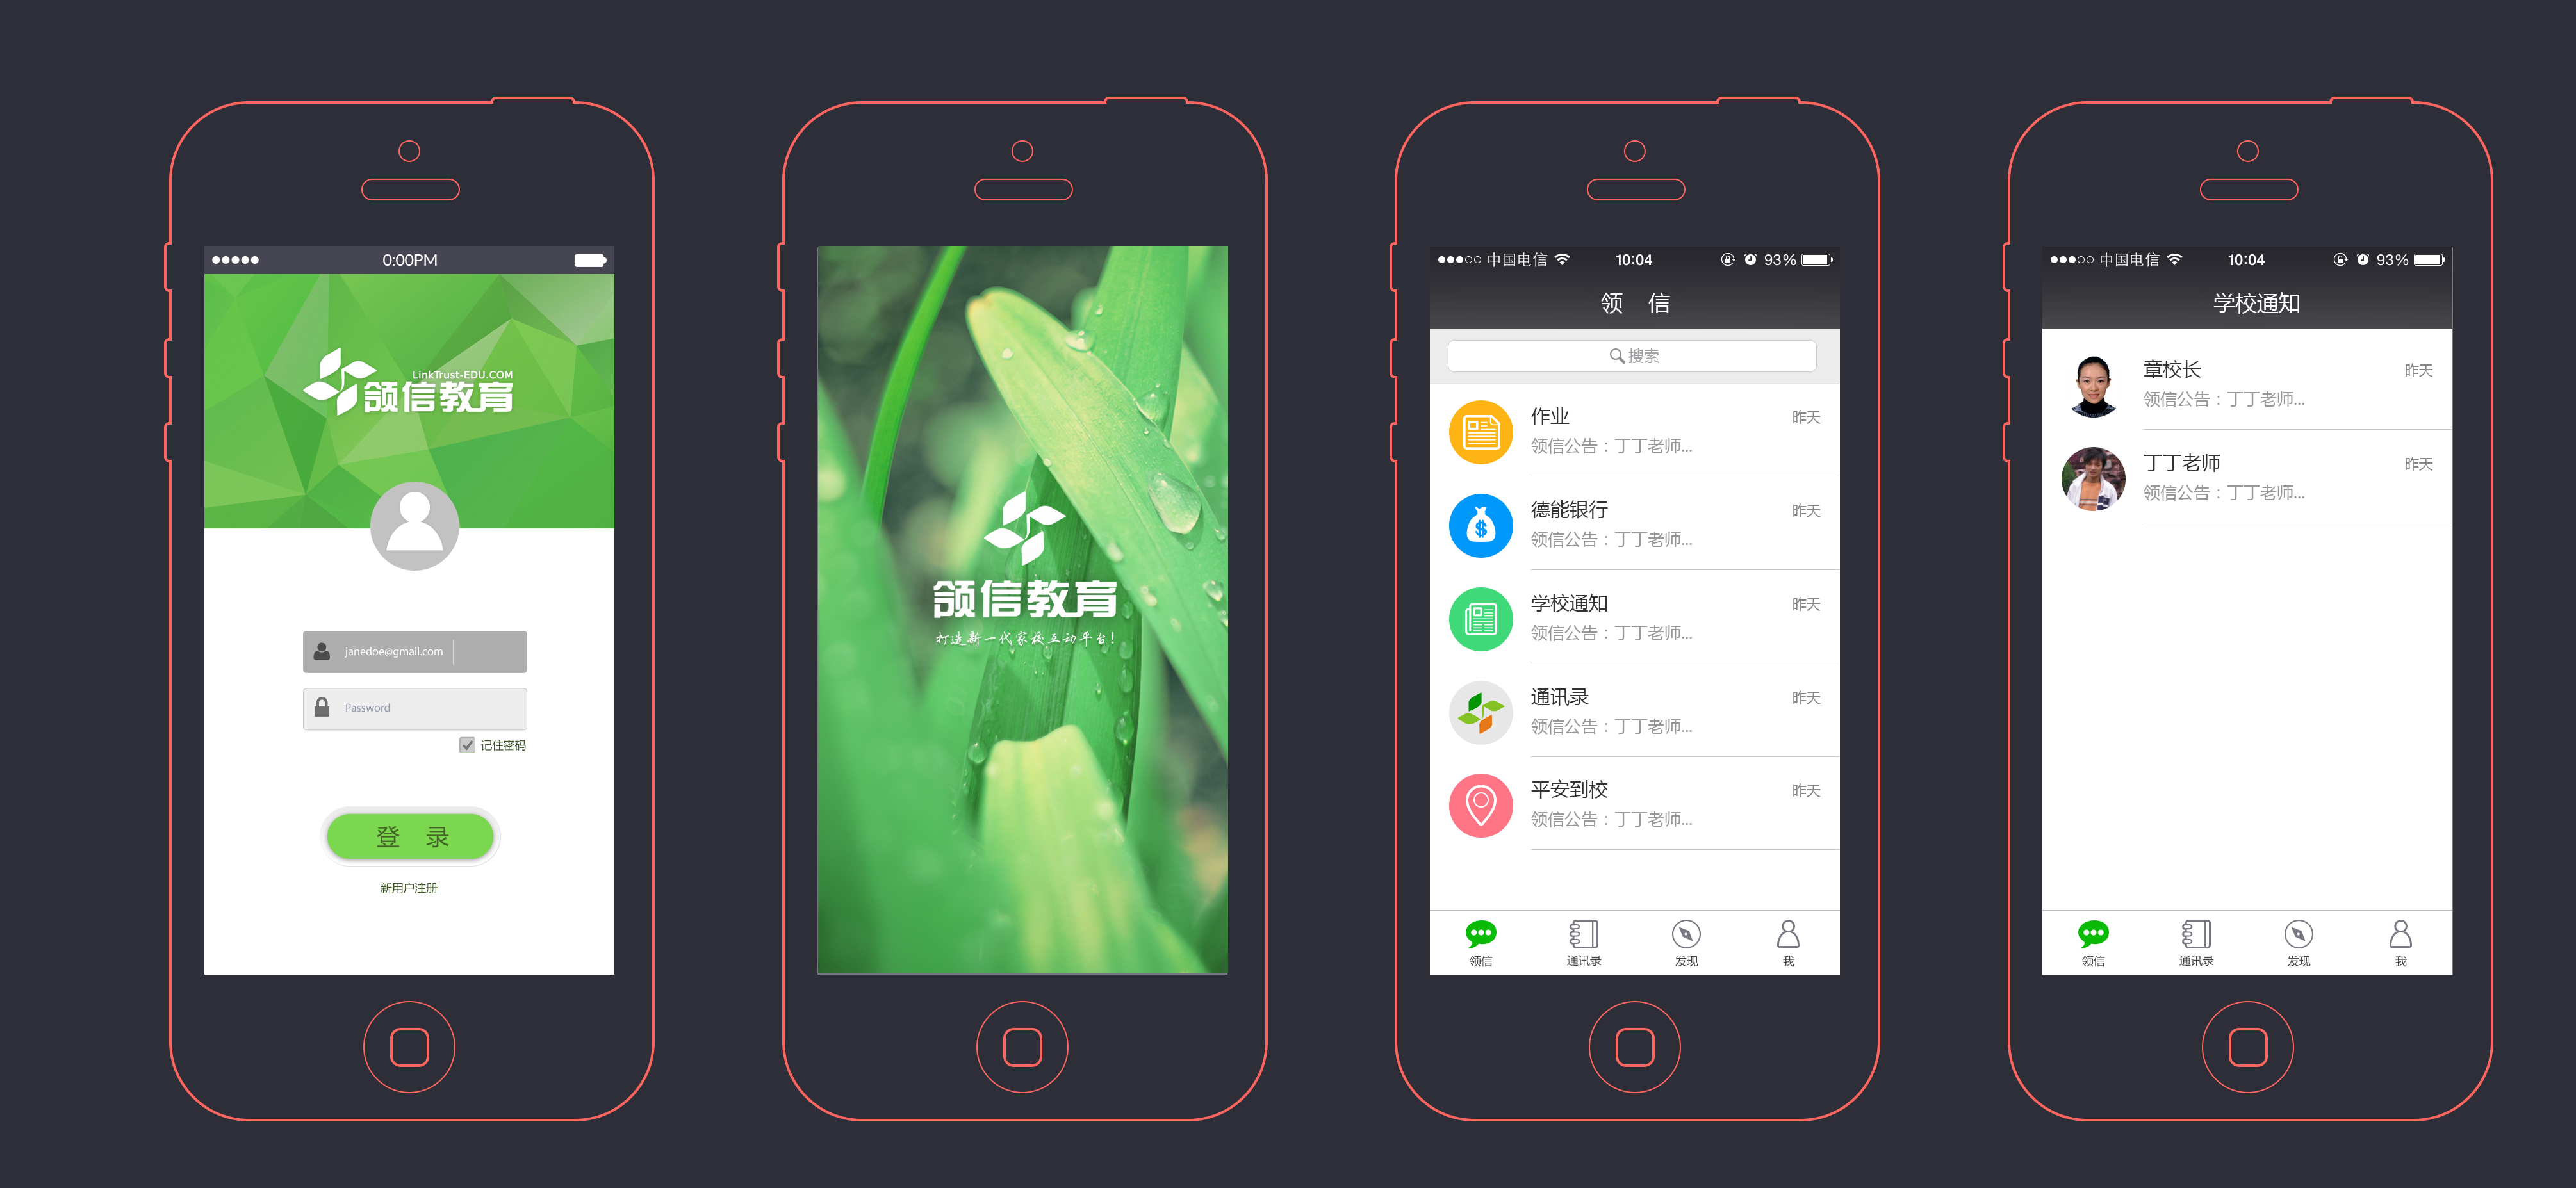 0:00PM
LinkTrust-EDU.COM
领信教育
janedoe@gmail.com
Password
记住密码
登 录
新用户注册
领信教育
打造新一代家校互动平台!
中国电信 10:04 93%
领 信
搜索
作业 昨天
领信公告：丁丁老师...
德能银行 昨天
领信公告：丁丁老师...
学校通知 昨天
领信公告：丁丁老师...
通讯录 昨天
领信公告：丁丁老师...
平安到校 昨天
领信公告：丁丁老师...
领信 通讯录 发现 我
中国电信 10:04 93%
学校通知
章校长 昨天
领信公告：丁丁老师...
丁丁老师 昨天
领信公告：丁丁老师...
领信 通讯录 发现 我